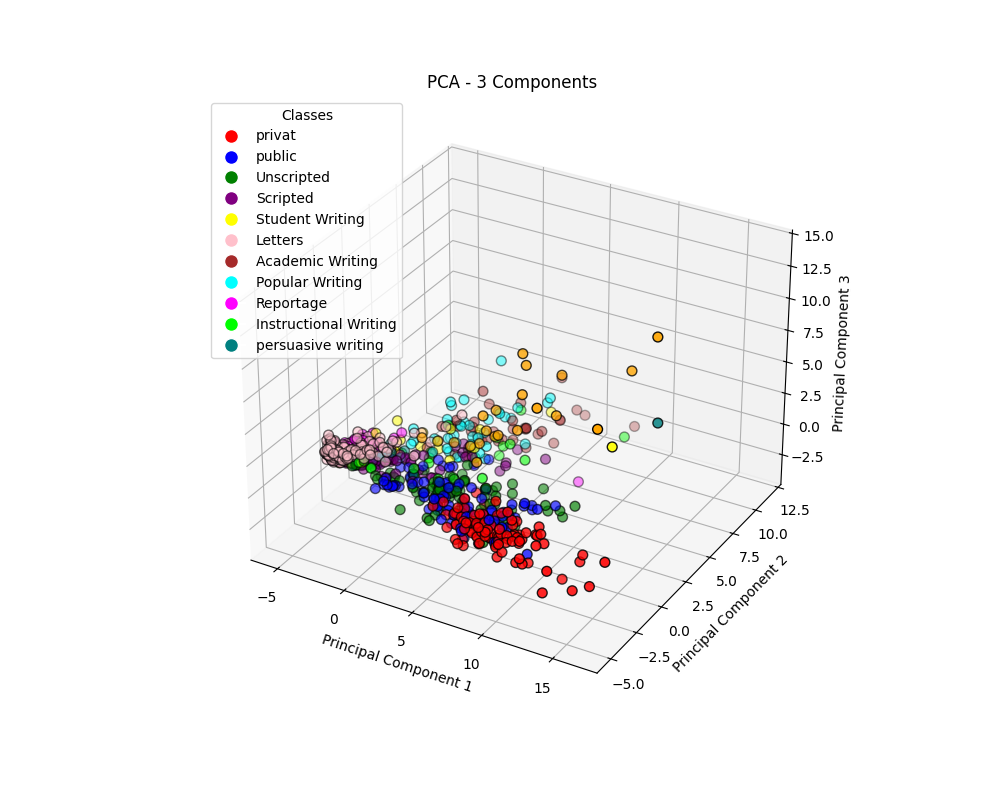 PCA - 3 Components
Classes
privat
public
Unscripted
Scripted
Student Writing
Letters
Academic Writing
Popular Writing
Reportage
Instructional Writing
persuasive writing
15.0
12.5
10.0
7.5
5.0
2.5
0.0
−2.5
Principal Component 3
12.5
10.0
7.5
5.0
2.5
0.0
−2.5
−5.0
Principal Component 2
−5
0
5
10
15
Principal Component 1